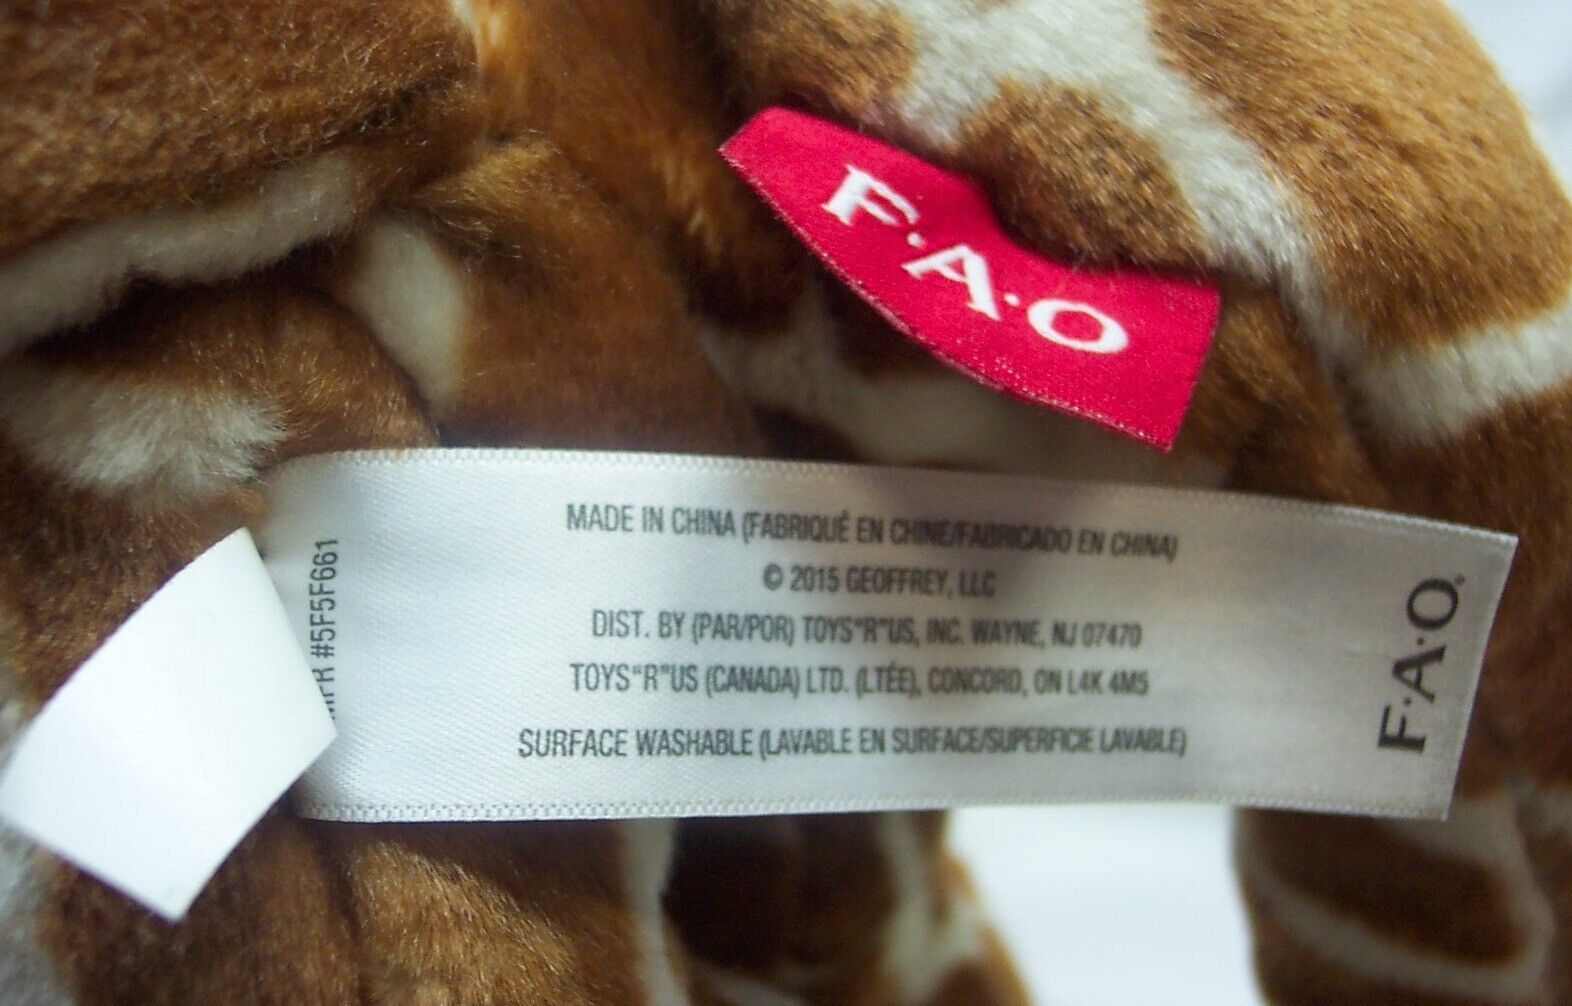 F·A·O
MADE IN CHINA (FABRIQUÉ EN CHINE/FABRICADO EN CHINA)
© 2015 GEOFFREY, LLC
DIST. BY (PAR/POR) TOYS"R"US, INC. WAYNE, NJ 07470
TOYS"R"US (CANADA) LTD. (LTÉE), CONCORD, ON L4K 4M5
SURFACE WASHABLE (LAVABLE EN SURFACE/SUPERFICIE LAVABLE)
#5F5F661
F·A·O®